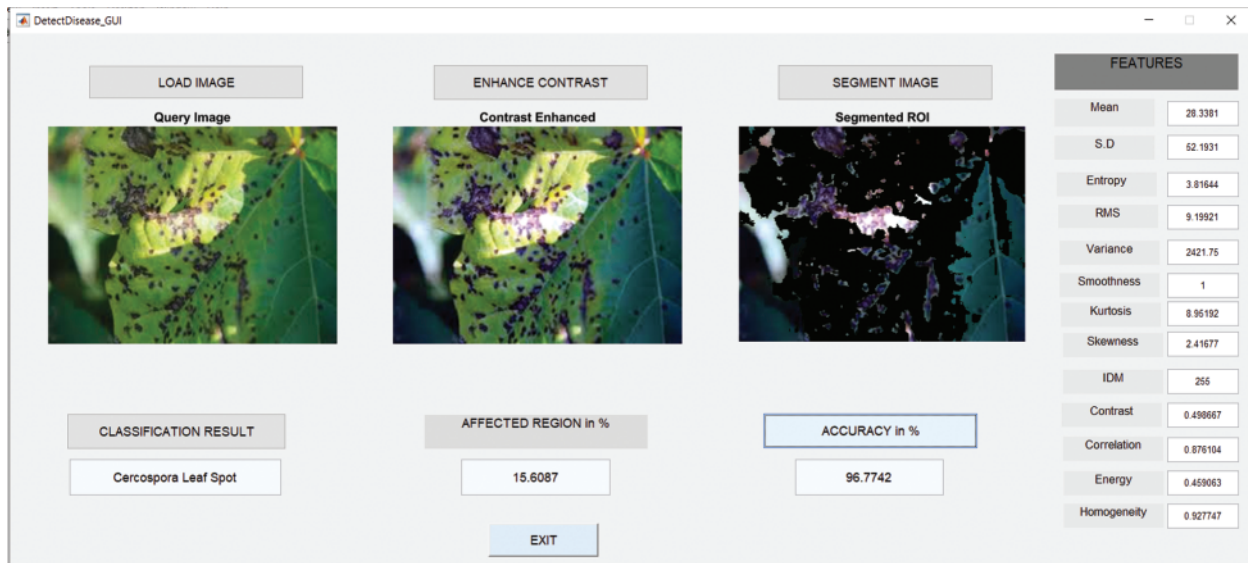 DetectDisease_GUI
LOAD IMAGE
ENHANCE CONTRAST
SEGMENT IMAGE
Query Image
Contrast Enhanced
Segmented ROI
CLASSIFICATION RESULT
AFFECTED REGION in %
ACCURACY in %
Cercospora Leaf Spot
15.6087
96.7742
EXIT
FEATURES
Mean 28.3381
S.D 52.1931
Entropy 3.81644
RMS 9.19921
Variance 2421.75
Smoothness 1
Kurtosis 8.95192
Skewness 2.41677
IDM 255
Contrast 0.498667
Correlation 0.876104
Energy 0.459063
Homogeneity 0.927747